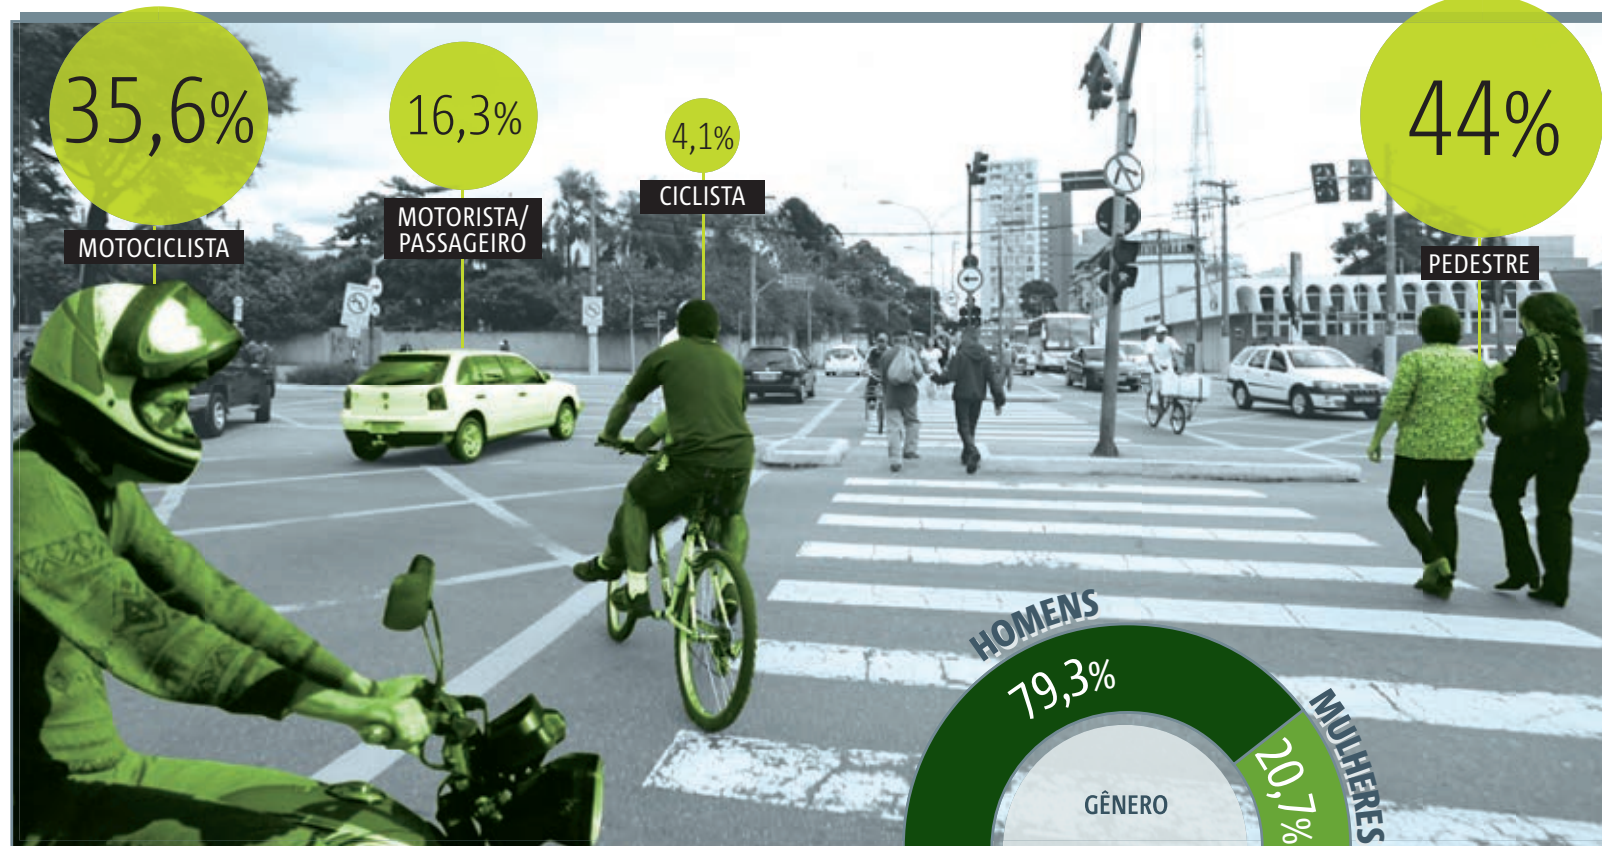 35,6%
MOTOCICLISTA
16,3%
MOTORISTA/
PASSAGEIRO
4,1%
CICLISTA
44%
PEDESTRE
HOMENS
79,3%
MULHERES
20,7%
GÊNERO